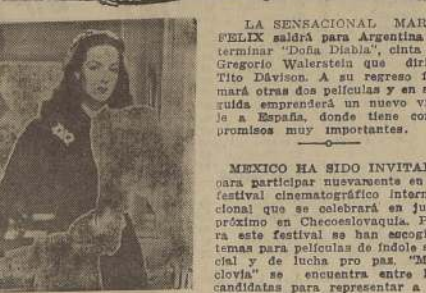 LA SENSACIONAL MAR
FELIX saldrá para Argentina
terminar "Doña Diabla", cinta
Gregorio Walerstein que diri
Tito Dávison. A su regreso f
mará otras dos películas y en s
guida emprenderá un nuevo vi
je a España, donde tiene com
promisos muy importantes.
MEXICO HA SIDO INVITA
para participar nuevamente en
festival cinematográfico intern
cional que se celebrará en ju
próximo en Checoeslovaquia. P
ra este festival se han escogi
temas para películas de índole s
cial y de lucha pro paz. "M
clovia" se encuentra entre l
candidatas para representar a